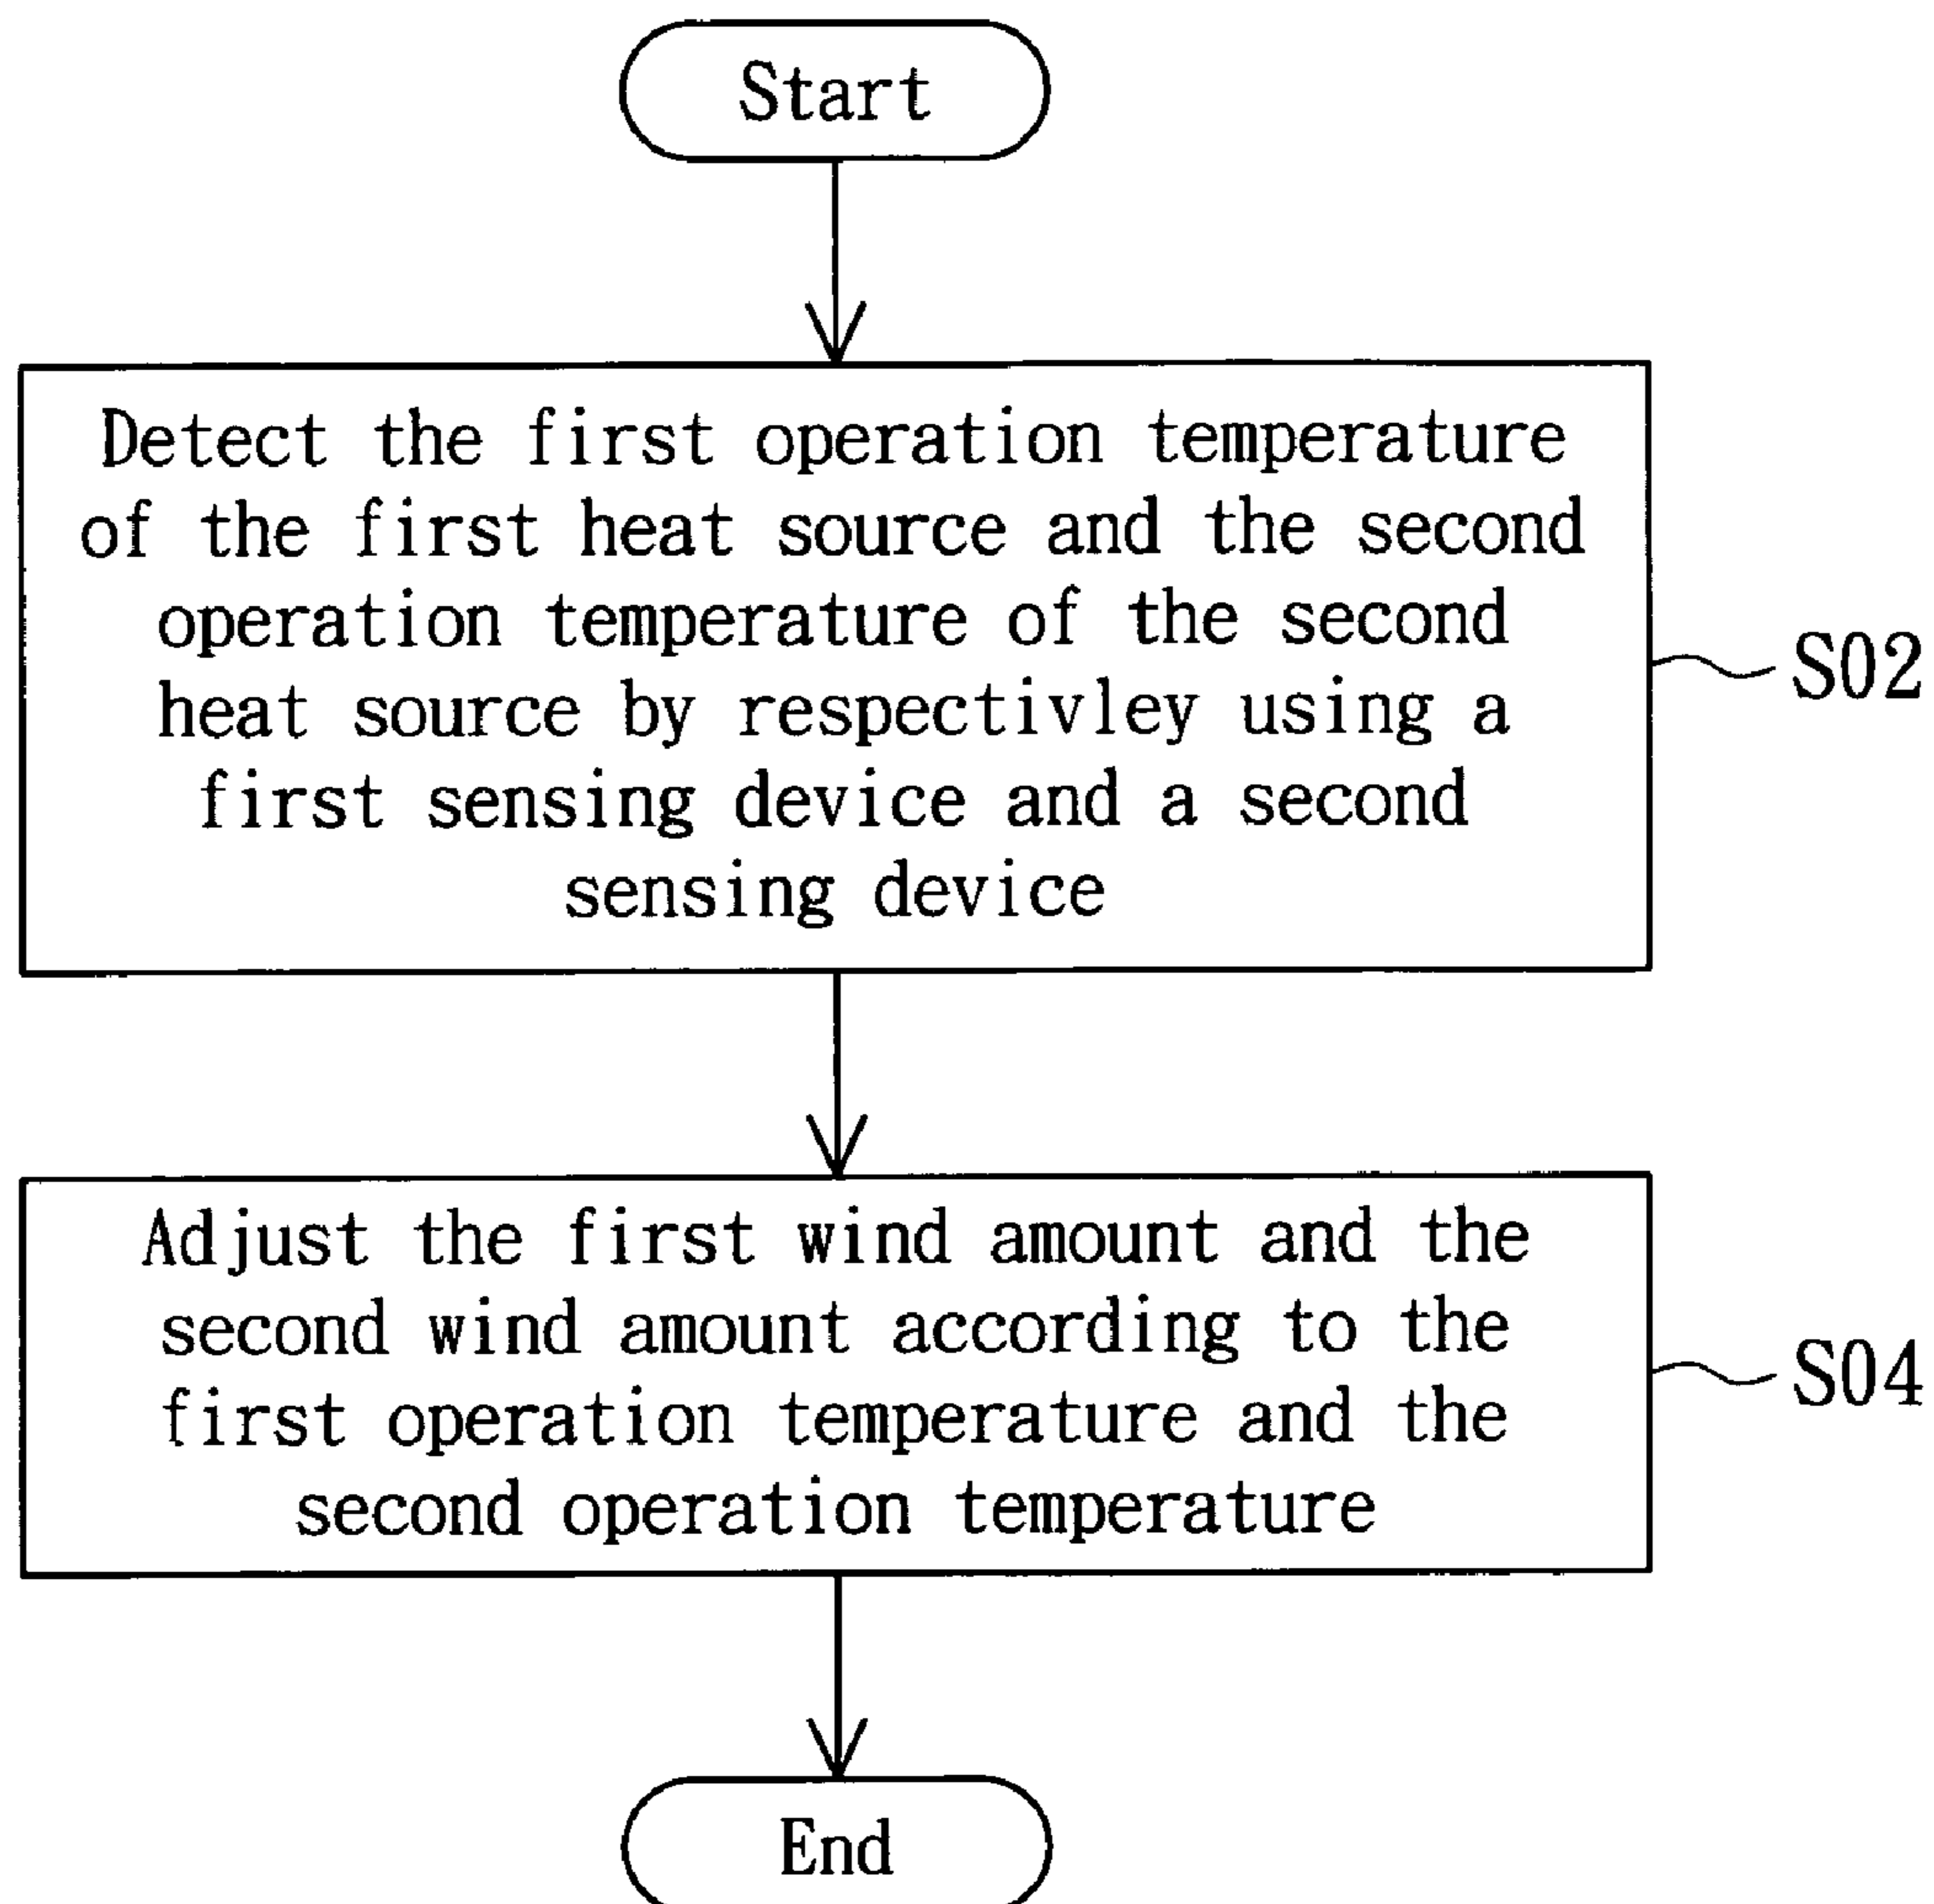 Start
Detect the first operation temperature
of the first heat source and the second
operation temperature of the second
heat source by respectivley using a
first sensing device and a second
sensing device
S02
Adjust the first wind amount and the
second wind amount according to the
first operation temperature and the
second operation temperature
S04
End